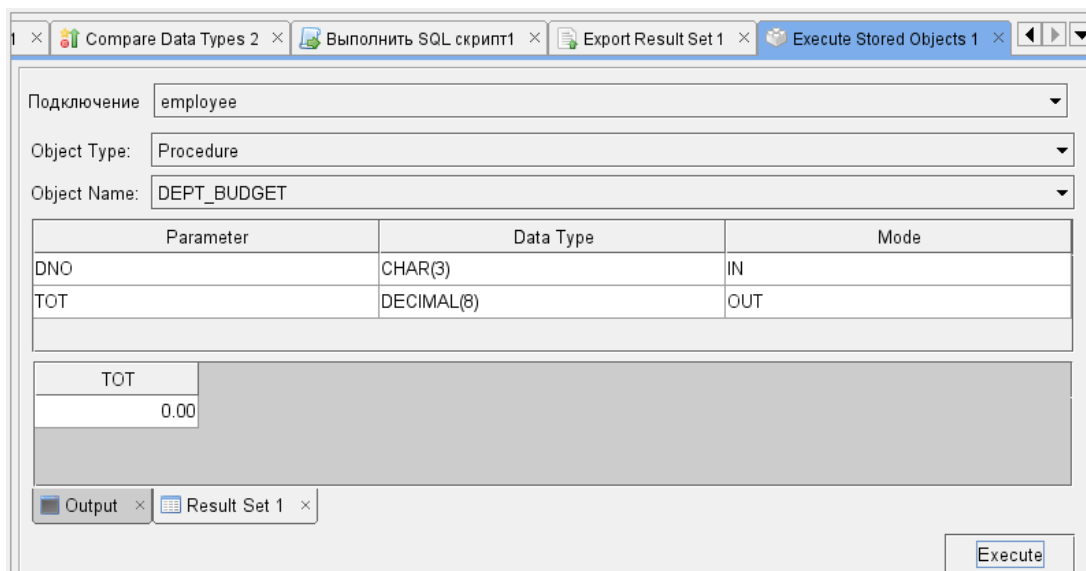 1 Compare Data Types 2 Выполнить SQL скрипт1 Export Result Set 1 Execute Stored Objects 1
Подключение employee
Object Type: Procedure
Object Name: DEPT_BUDGET
Parameter Data Type Mode
DNO CHAR(3) IN
TOT DECIMAL(8) OUT
TOT
0.00
Output Result Set 1
Execute